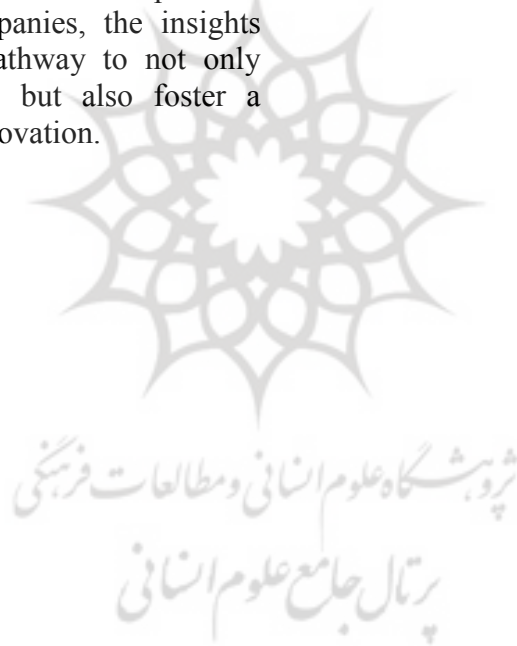 panies, the insights
athway to not only
but also foster a
ovation.
پژوهشگاه علوم انسانی و مطالعات فرهنگی
پرتال جامع علوم انسانی